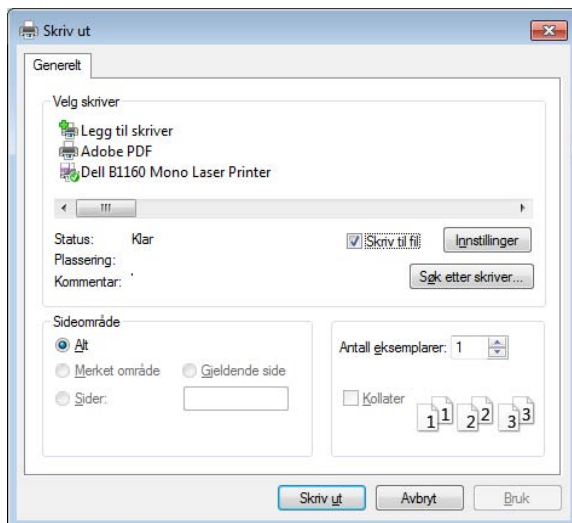 Skriv ut
Generelt
Velg skriver
Legg til skriver
Adobe PDF
Dell B1160 Mono Laser Printer
Status: Klar
Skriv til fil
Innstillinger
Plassering:
Kommentar:
Søk etter skriver...
Sideområde
Alt
Merket område
Gjeldende side
Sider:
Antall eksemplarer: 1
Kollater
1 1 2 2 3 3
Skriv ut
Avbryt
Bruk